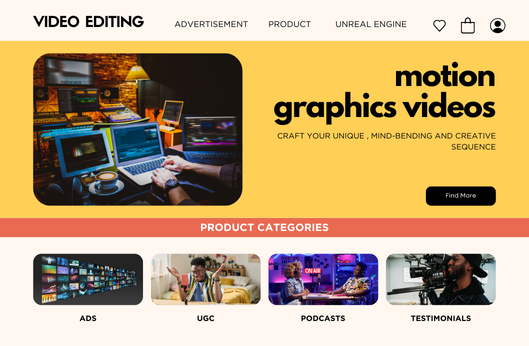 VIDEO EDITING
ADVERTISEMENT
PRODUCT
UNREAL ENGINE
motion
graphics videos
CRAFT YOUR UNIQUE , MIND-BENDING AND CREATIVE
SEQUENCE
Find More
PRODUCT CATEGORIES
ON AIR
ADS
UGC
PODCASTS
TESTIMONIALS